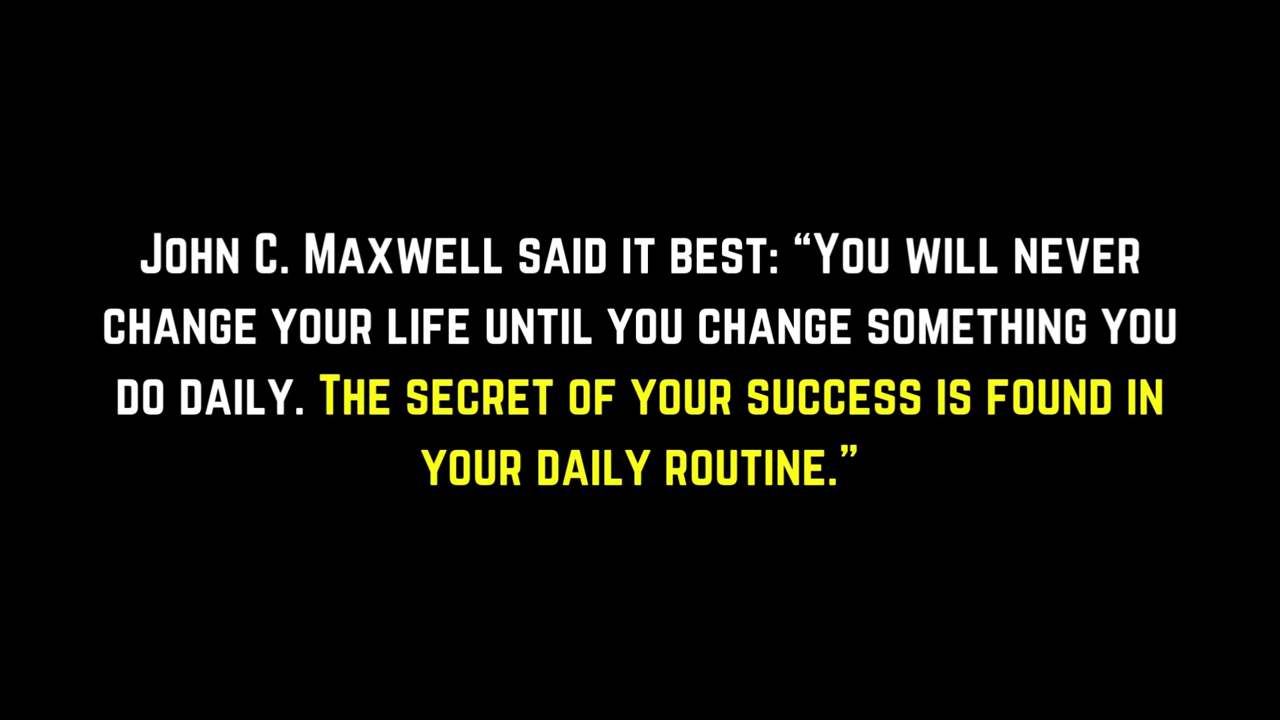 John C. Maxwell said it best: “You will never
change your life until you change something you
do daily. The secret of your success is found in
your daily routine.”